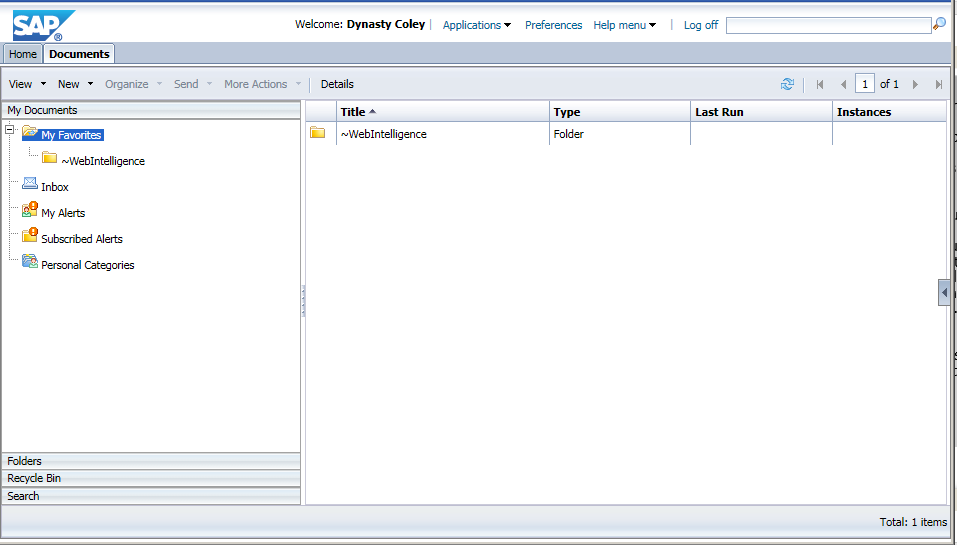 SAP ®
Welcome: Dynasty Coley | Applications Preferences Help menu | Log off
Home Documents
View New Organize Send More Actions Details 1 of 1
My Documents
Title Type Last Run Instances
My Favorites
~WebIntelligence Folder
~WebIntelligence
Inbox
My Alerts
Subscribed Alerts
Personal Categories
Folders
Recycle Bin
Search
Total: 1 items